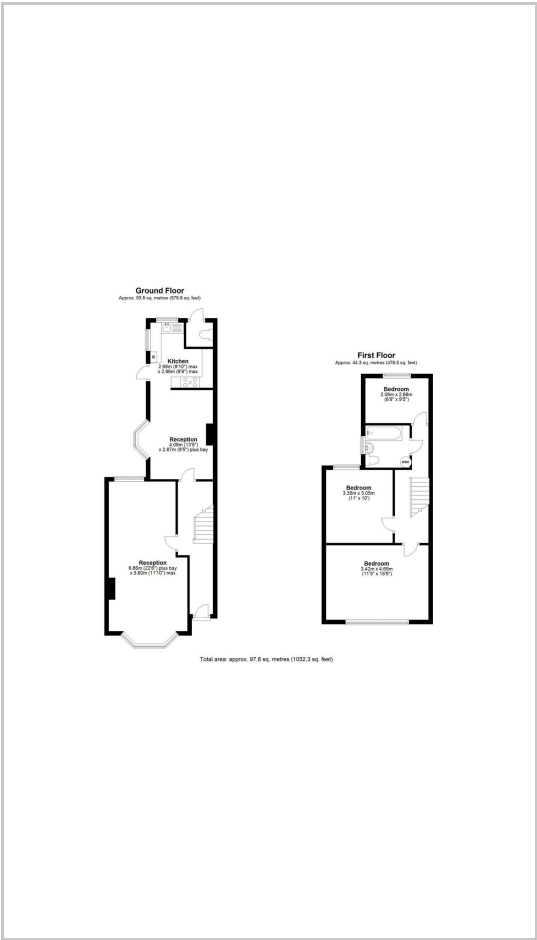 Ground Floor
Approx. 53.5 sq. metres (575.9 sq. feet)
Kitchen
2.99m (9'10") max
x 2.96m (9'9") max
Reception
4.09m (13'5")
x 2.87m (9'5") plus bay
Reception
6.86m (22'6") plus bay
x 3.60m (11'10") max
First Floor
Approx. 44.3 sq. metres (476.5 sq. feet)
Bedroom
2.06m x 2.88m
(6'9" x 9'5")
Bedroom
3.35m x 3.05m
(11' x 10')
Bedroom
3.42m x 4.69m
(11'3" x 15'5")
Total area: approx. 97.8 sq. metres (1052.3 sq. feet)